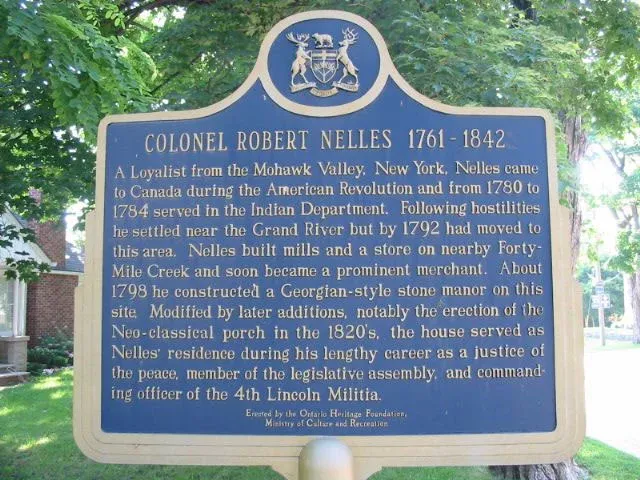 COLONEL ROBERT NELLES 1761 - 1842
A Loyalist from the Mohawk Valley, New York, Nelles came
to Canada during the American Revolution and from 1780 to
1784 served in the Indian Department. Following hostilities
he settled near the Grand River but by 1792 had moved to
this area. Nelles built mills and a store on nearby Forty-
Mile Creek and soon became a prominent merchant. About
1798 he constructed a Georgian-style stone manor on this
site. Modified by later additions, notably the erection of the
Neo-classical porch in the 1820's, the house served as
Nelles' residence during his lengthy career as a justice of
the peace, member of the legislative assembly, and command-
ing officer of the 4th Lincoln Militia.
Erected by the Ontario Heritage Foundation,
Ministry of Culture and Recreation